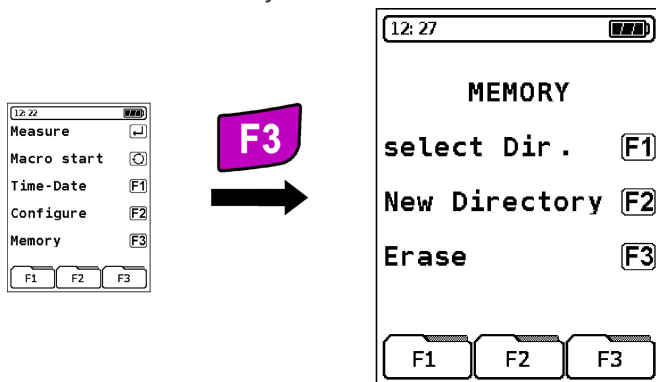 12:22
Measure
Macro start
Time-Date F1
Configure F2
Memory F3
F1 F2 F3
F3
12:27
MEMORY
select Dir. F1
New Directory F2
Erase F3
F1 F2 F3